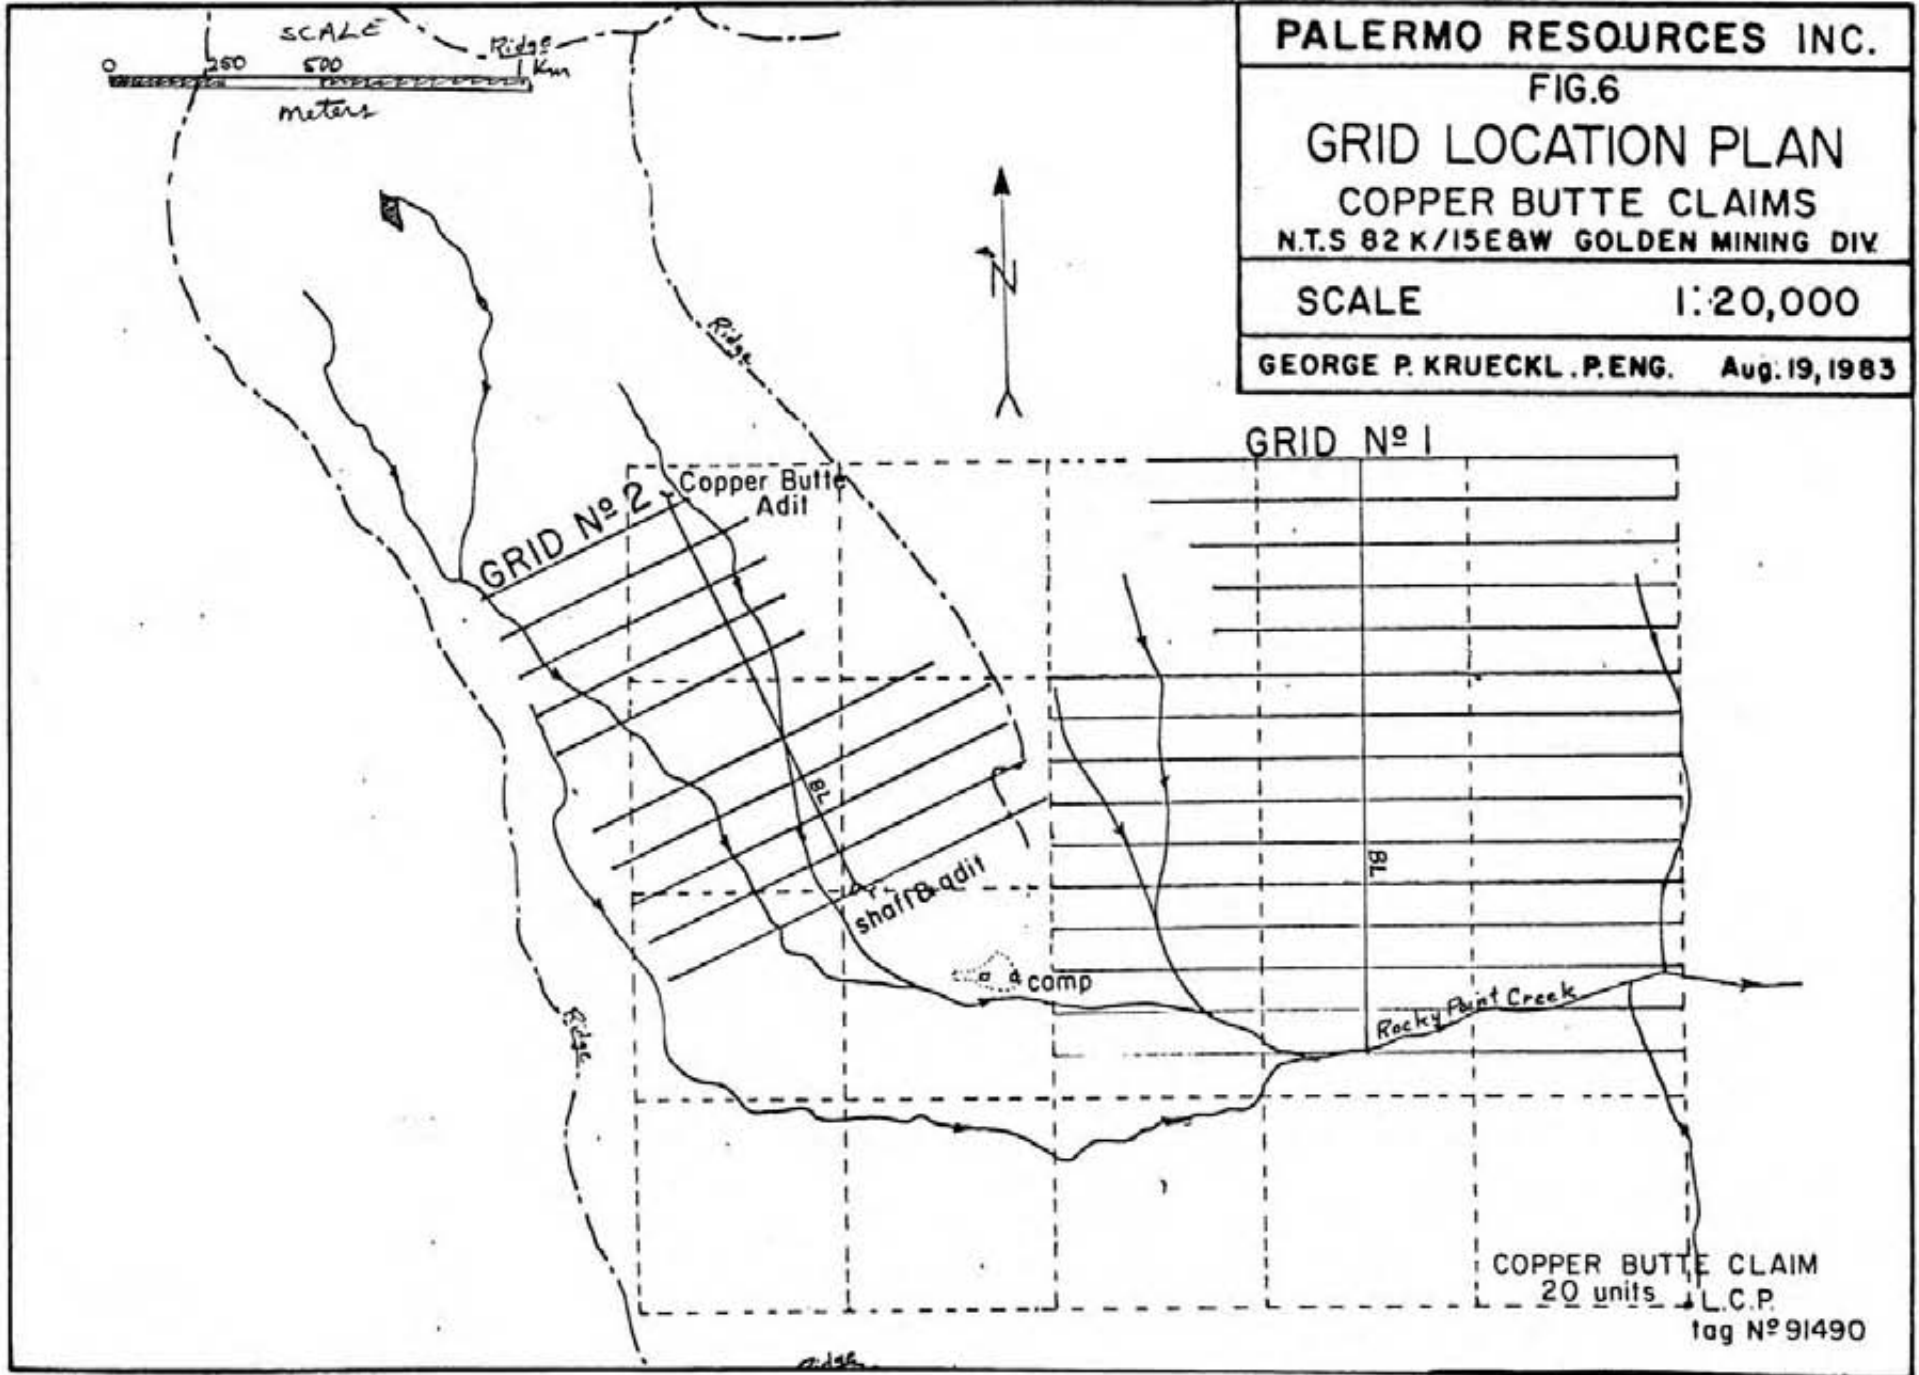 SCALE
0 250 500 1 Km
meters
Ridge
PALERMO RESOURCES INC.
FIG.6
GRID LOCATION PLAN
COPPER BUTTE CLAIMS
N.T.S 82 K/15E&W GOLDEN MINING DIV.
SCALE 1:20,000
GEORGE P. KRUECKL. P.ENG. Aug. 19, 1983
N
Ridge
GRID Nº 1
GRID Nº 2
Copper Butte
Adit
BL
BL
shaft & adit
camp
Rocky Point Creek
Ridge
COPPER BUTTE CLAIM
20 units
L.C.P.
tag Nº 91490
Ridge